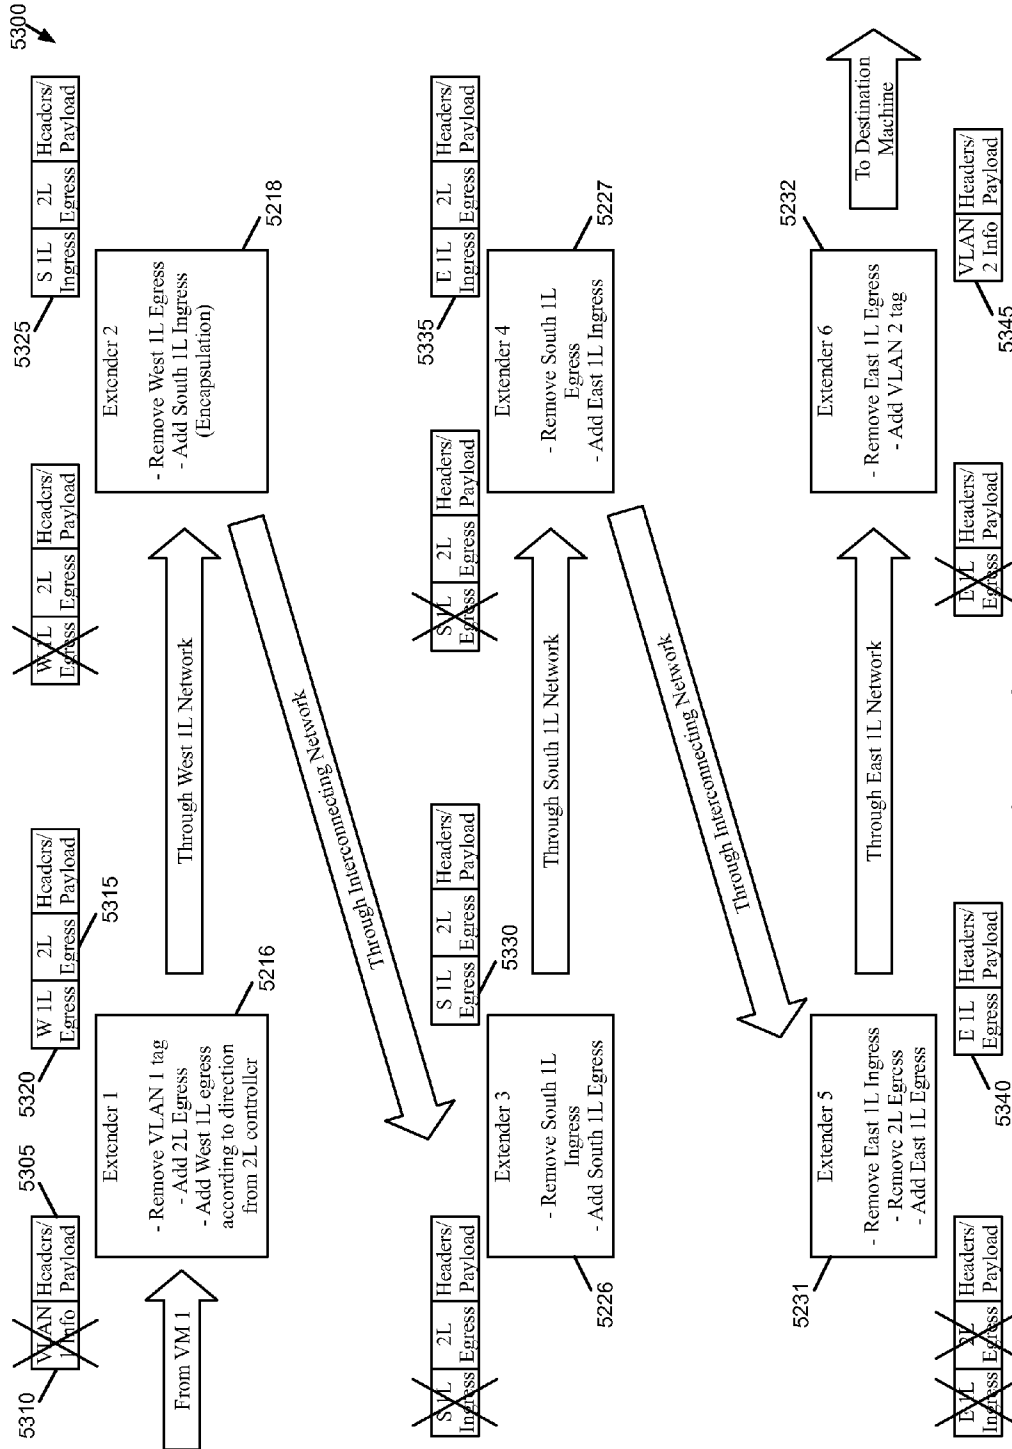 5300
5310
VLAN
1 Info
Headers/
Payload
5305
5320
W 1L
Egress
2L
Egress
Headers/
Payload
5315
W 1L
Egress
2L
Egress
Headers/
Payload
5325
S 1L
Ingress
2L
Egress
Headers/
Payload
From VM 1
Extender 1
- Remove VLAN 1 tag
- Add 2L Egress
- Add West 1L egress
according to direction
from 2L controller
5216
Through West 1L Network
Extender 2
- Remove West 1L Egress
- Add South 1L Ingress
(Encapsulation)
5218
Through Interconnecting Network
S 1L
Ingress
2L
Egress
Headers/
Payload
S 1L
Egress
2L
Egress
Headers/
Payload
5330
S 1L
Egress
2L
Egress
Headers/
Payload
5335
E 1L
Ingress
2L
Egress
Headers/
Payload
Extender 3
- Remove South 1L
Ingress
- Add South 1L Egress
5226
Through South 1L Network
Extender 4
- Remove South 1L
Egress
- Add East 1L Ingress
5227
Through Interconnecting Network
5231
Extender 5
- Remove East 1L Ingress
- Remove 2L Egress
- Add East 1L Egress
Through East 1L Network
Extender 6
- Remove East 1L Egress
- Add VLAN 2 tag
5232
To Destination
Machine
E 1L
Ingress
2L
Egress
Headers/
Payload
5340
E 1L
Egress
Headers/
Payload
E 1L
Egress
Headers/
Payload
5345
VLAN
2 Info
Headers/
Payload